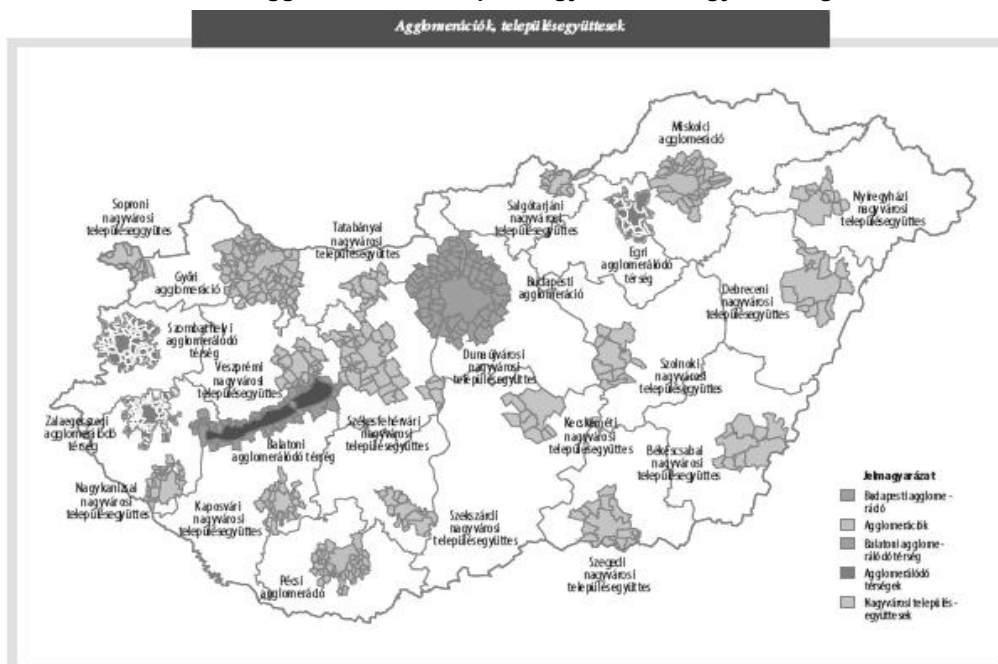 Agglomerációk, településegyüttesek
Miskolci
agglomeráció
Soproni
nagyvárosi
településeggyüttes
Tatabányai
nagyvárosi
településegyüttes
Salgótarjáni
nagyvárosi
településegyüttes
Nyíregyházi
nagyvárosi
településegyüttes
Győri
agglomeráció
Budapesti
agglomeráció
Egri
agglomerálódó
térség
Debreceni
nagyvárosi
településegyüttes
Szombathelyi
agglomerálódó
térség
Veszprémi
nagyvárosi
településegyüttes
Dunaújvárosi
nagyvárosi
településegyüttes
Szolnoki
nagyvárosi
településegyüttes
Zalaegerszegi
agglomerálódó
térség
Balatoni
agglomerálódó térség
Székesfehérvári
nagyvárosi
településegyüttes
Kecskeméti
nagyvárosi
településegyüttes
Békéscsabai
nagyvárosi
településegyüttes
Nagykanizsai
nagyvárosi
településegyüttes
Kaposvári
nagyvárosi
településegyüttes
Szekszárdi
nagyvárosi
településegyüttes
Pécsi
agglomeráció
Szegedi
nagyvárosi
településegyüttes
Jelmagyarázat
Budapesti agglome-
ráció
Agglomerációk
Balatoni agglome-
rálódó térség
Agglomerálódó
térségek
Nagyvárosi település-
együttesek